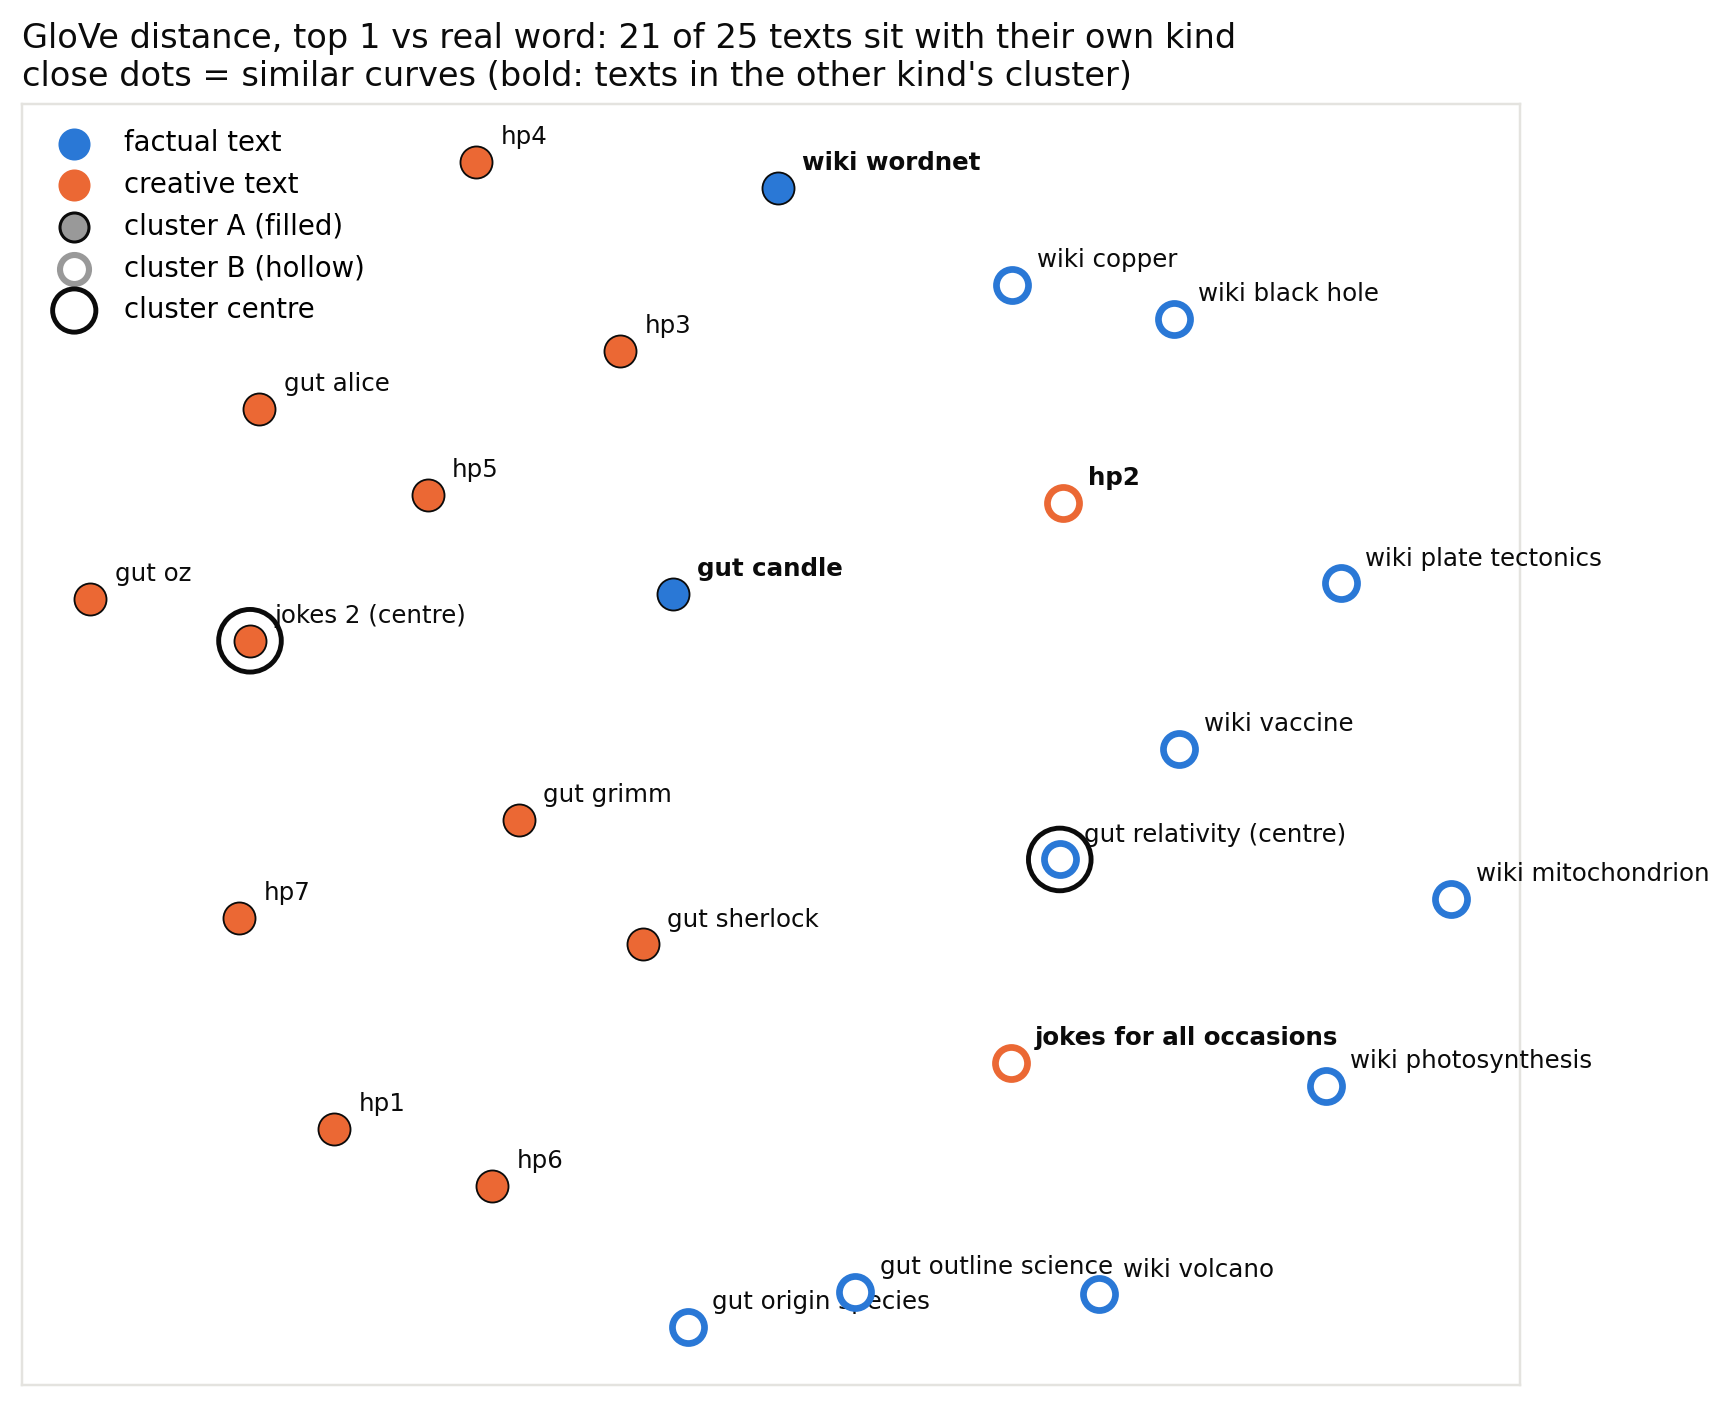 GloVe distance, top 1 vs real word: 21 of 25 texts sit with their own kind
close dots = similar curves (bold: texts in the other kind's cluster)
factual text
creative text
cluster A (filled)
cluster B (hollow)
cluster centre
hp4
wiki wordnet
wiki copper
wiki black hole
hp3
gut alice
hp5
hp2
wiki plate tectonics
gut candle
gut oz
jokes 2 (centre)
wiki vaccine
gut grimm
gut relativity (centre)
wiki mitochondrion
hp7
gut sherlock
jokes for all occasions
wiki photosynthesis
hp1
hp6
gut outline science
wiki volcano
gut origin species